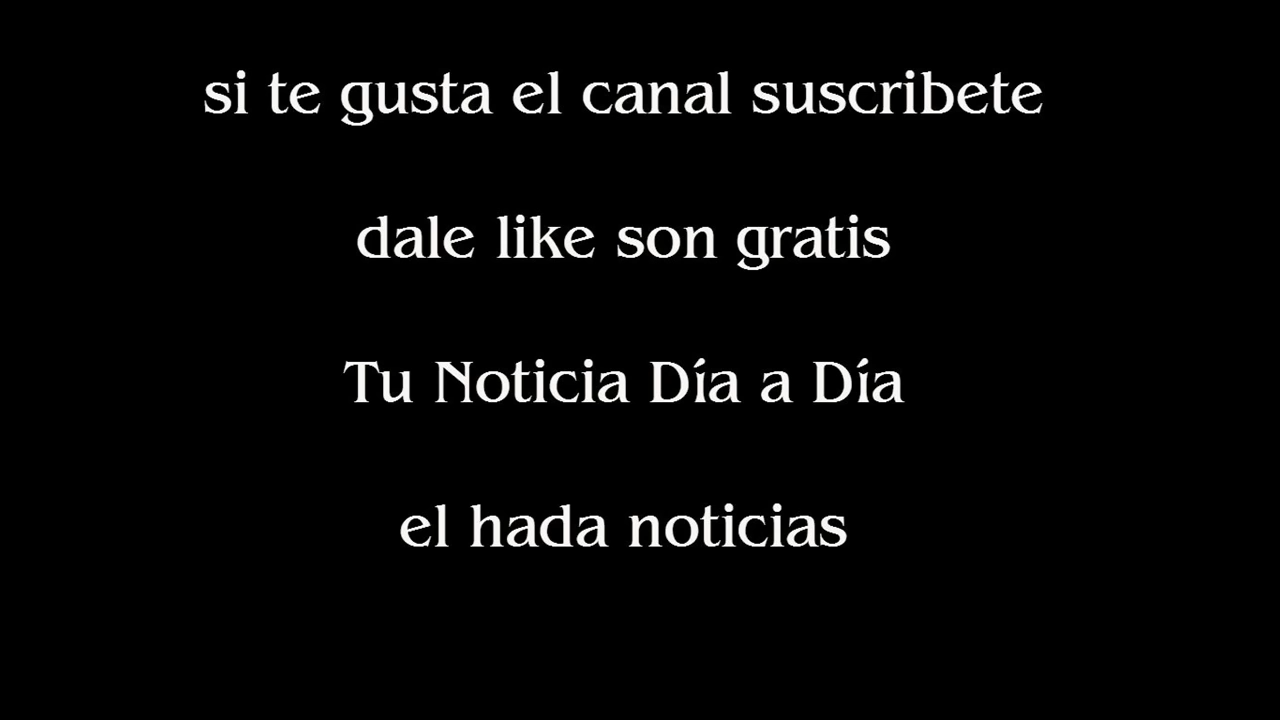 si te gusta el canal suscribete
dale like son gratis
Tu Noticia Día a Día
el hada noticias